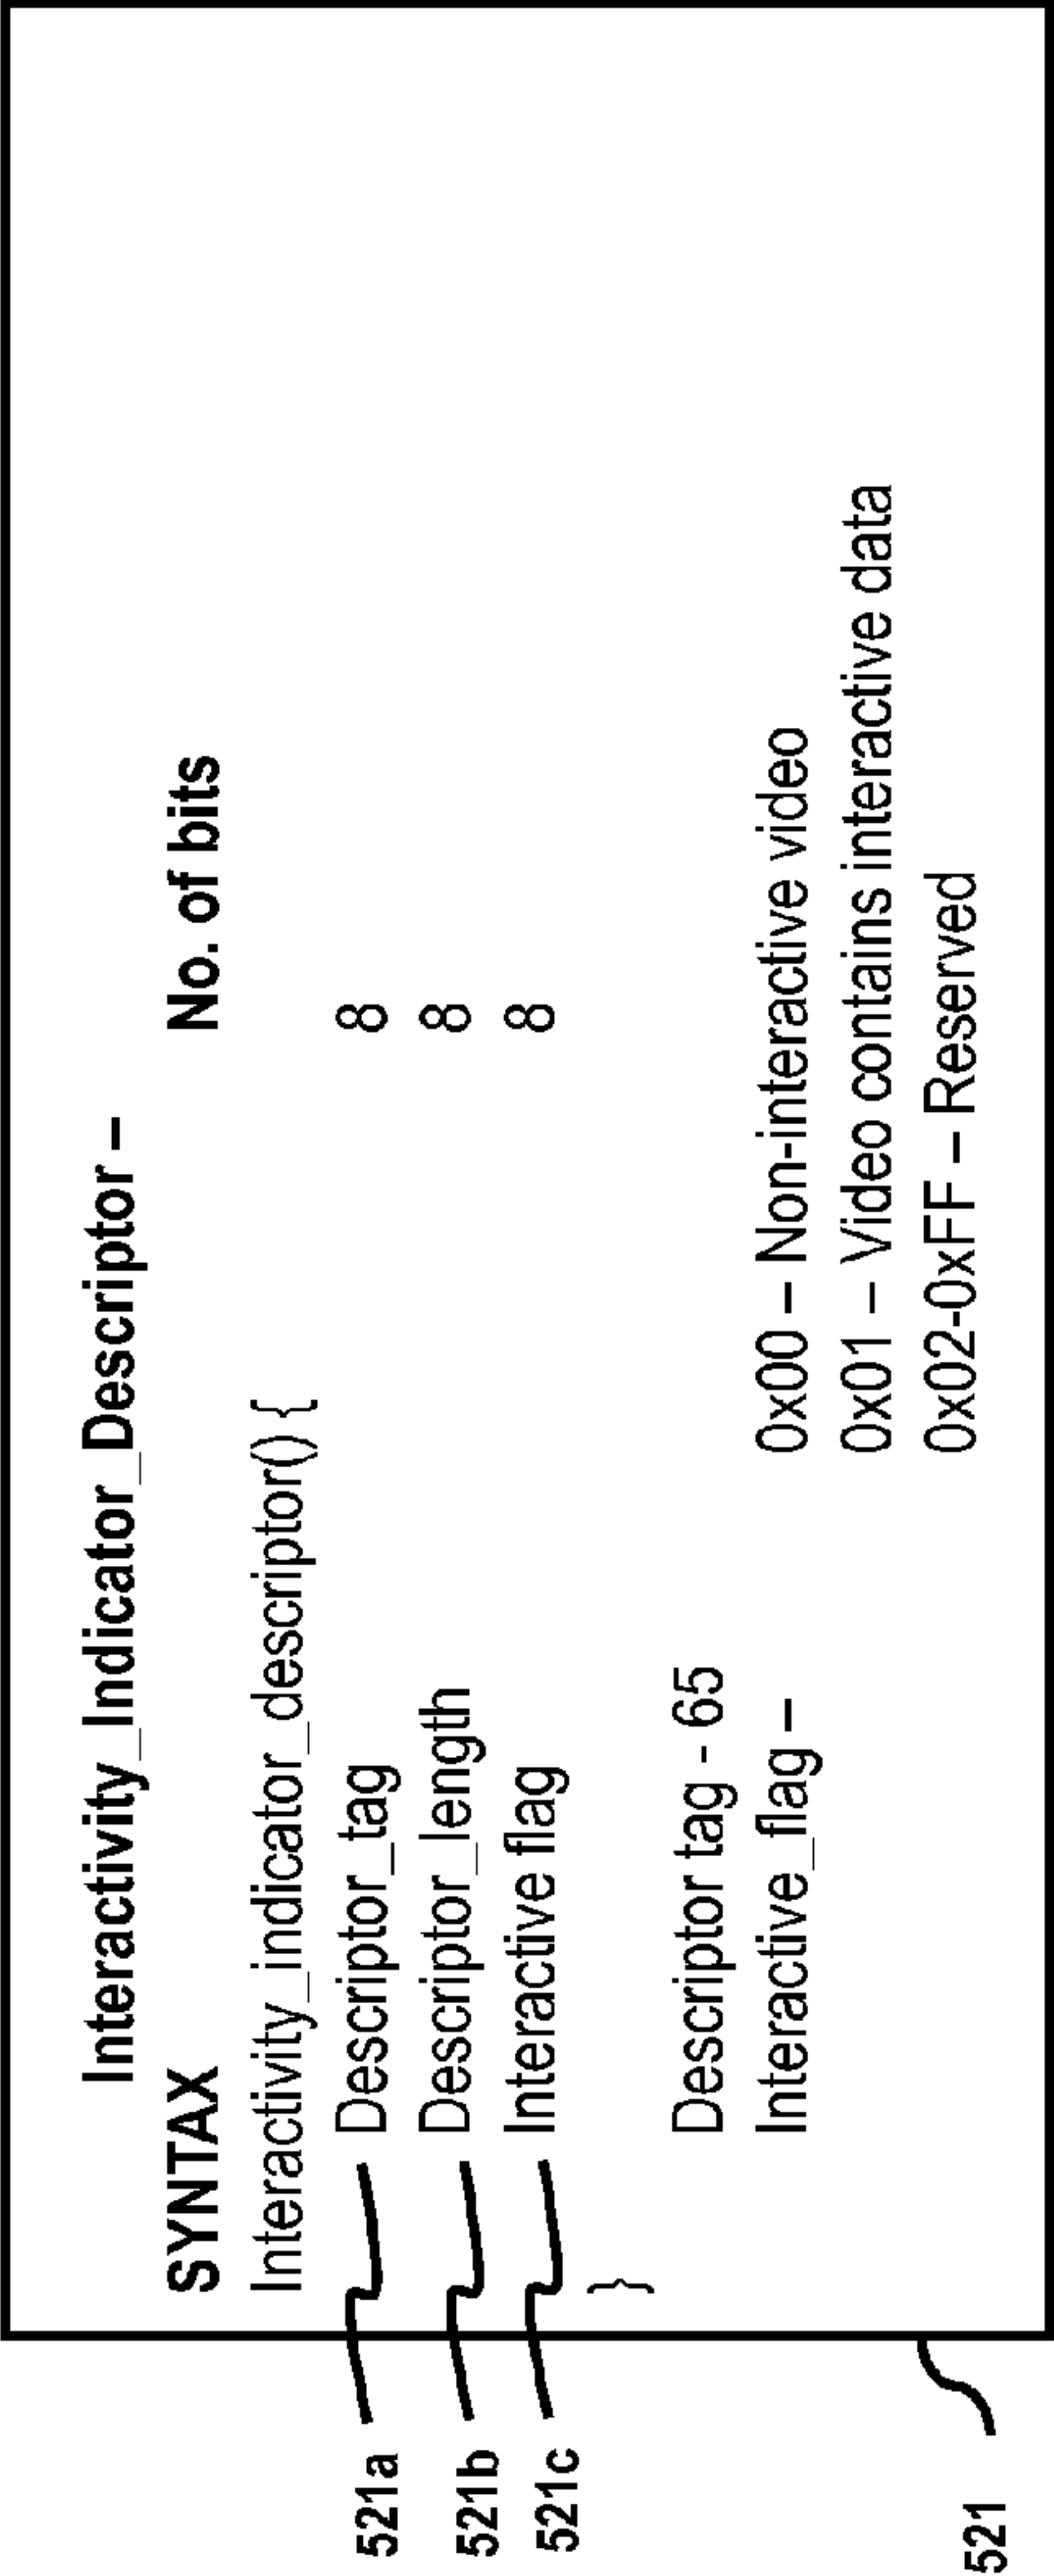 Interactivity_Indicator_Descriptor –
SYNTAX No. of bits
Interactivity_indicator_descriptor() {
521a Descriptor_tag 8
521b Descriptor_length 8
521c Interactive flag 8
}
Descriptor tag - 65
Interactive_flag – 0x00 – Non-interactive video
0x01 – Video contains interactive data
0x02-0xFF – Reserved
521